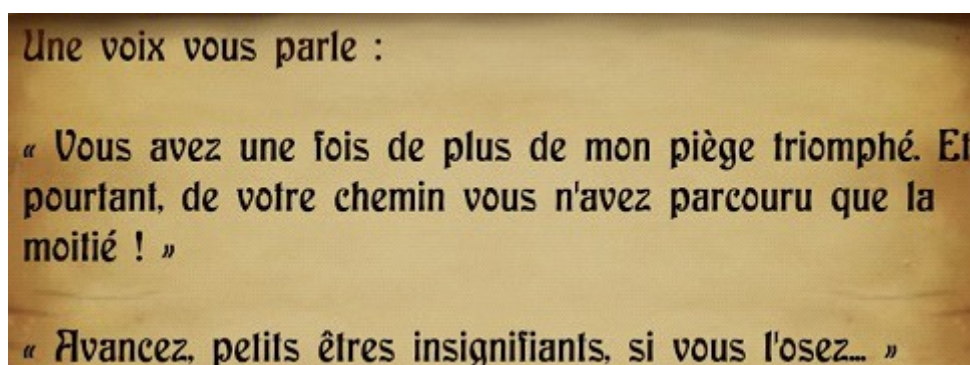 Une voix vous parle :
« Vous avez une fois de plus de mon piège triomphé. Et
pourtant, de votre chemin vous n'avez parcouru que la
moitié ! »
« Avancez, petits êtres insignifiants, si vous l'osez... »